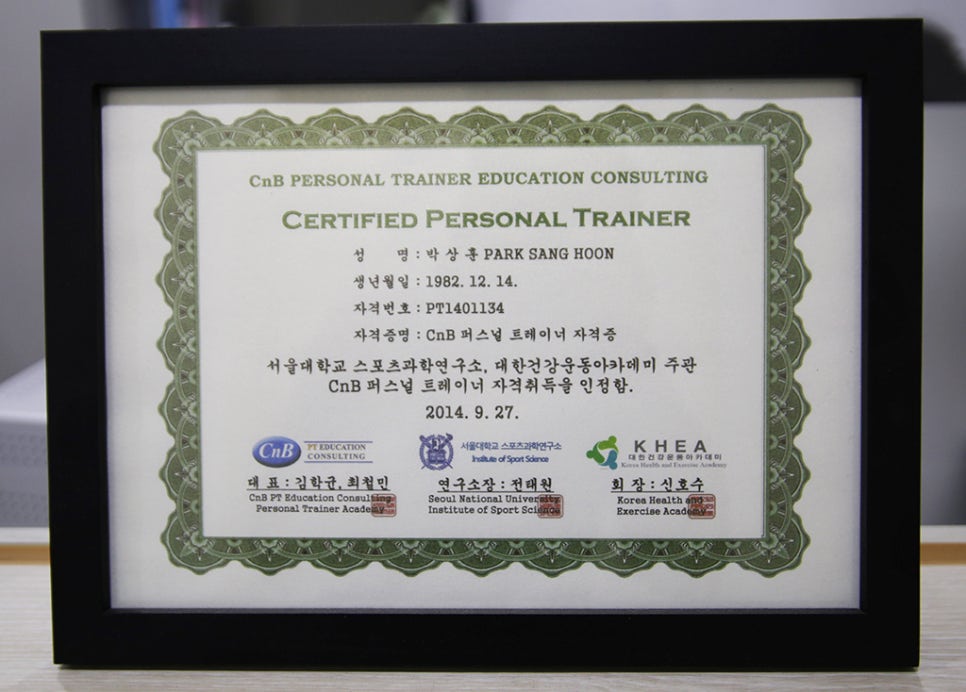 CnB PERSONAL TRAINER EDUCATION CONSULTING
CERTIFIED PERSONAL TRAINER
성 명 : 박 상 훈 PARK SANG HOON
생년월일 : 1982. 12. 14.
자격번호 : PT1401134
자격증명 : CnB 퍼스널 트레이너 자격증
서울대학교 스포츠과학연구소, 대한건강운동아카데미 주관
CnB 퍼스널 트레이너 자격취득을 인정함.
2014. 9. 27.
CnB PT EDUCATION CONSULTING
서울대학교 스포츠과학연구소
Institute of Sport Science
KHEA
대한건강운동아카데미
Korea Health and Exercise Academy
대 표 : 김학균, 최철민
CnB PT Education Consulting
Personal Trainer Academy
연구소장 : 전태원
Seoul National University
Institute of Sport Science
회 장 : 신호수
Korea Health and
Exercise Academy